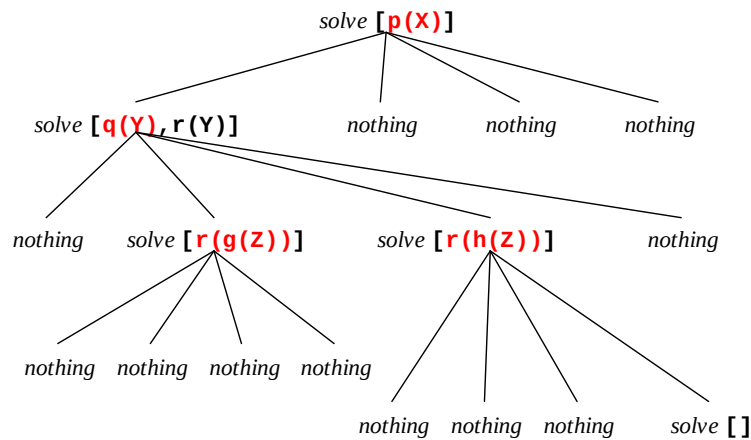 solve [p(X)]
solve [q(Y),r(Y)] nothing nothing nothing
nothing solve [r(g(Z))] solve [r(h(Z))] nothing
nothing nothing nothing nothing
nothing nothing nothing solve []